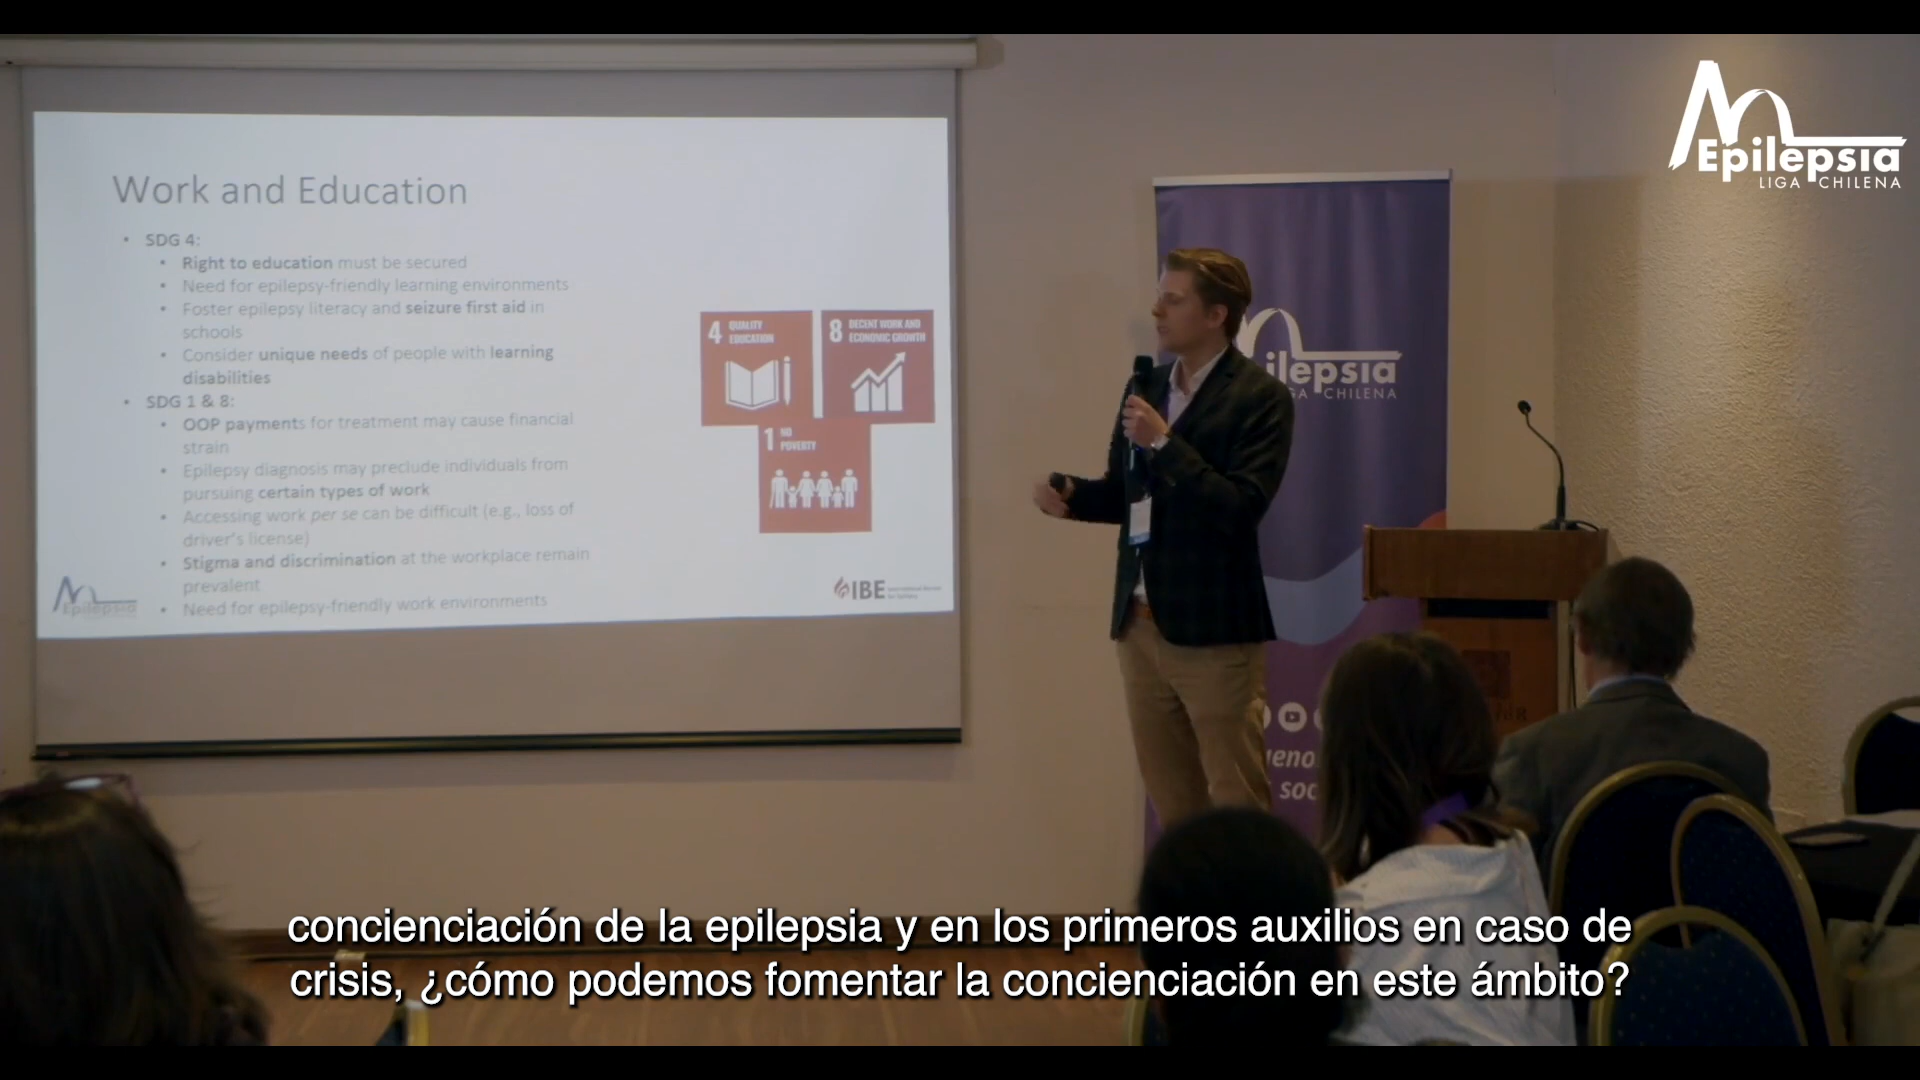 Work and Education
• SDG 4:
• Right to education must be secured
• Need for epilepsy-friendly learning environments
• Foster epilepsy literacy and seizure first aid in
schools
• Consider unique needs of people with learning
disabilities
• SDG 1 & 8:
• OOP payments for treatment may cause financial
strain
• Epilepsy diagnosis may preclude individuals from
pursuing certain types of work
• Accessing work per se can be difficult (e.g., loss of
driver's license)
• Stigma and discrimination at the workplace remain
prevalent
• Need for epilepsy-friendly work environments
4 QUALITY
EDUCATION
8 DECENT WORK AND
ECONOMIC GROWTH
1 NO
POVERTY
Epilepsia
IBE
Epilepsia
LIGA CHILENA
ilepsia
GA CHILENA
ueno
soc
concienciación de la epilepsia y en los primeros auxilios en caso de
crisis, ¿cómo podemos fomentar la concienciación en este ámbito?